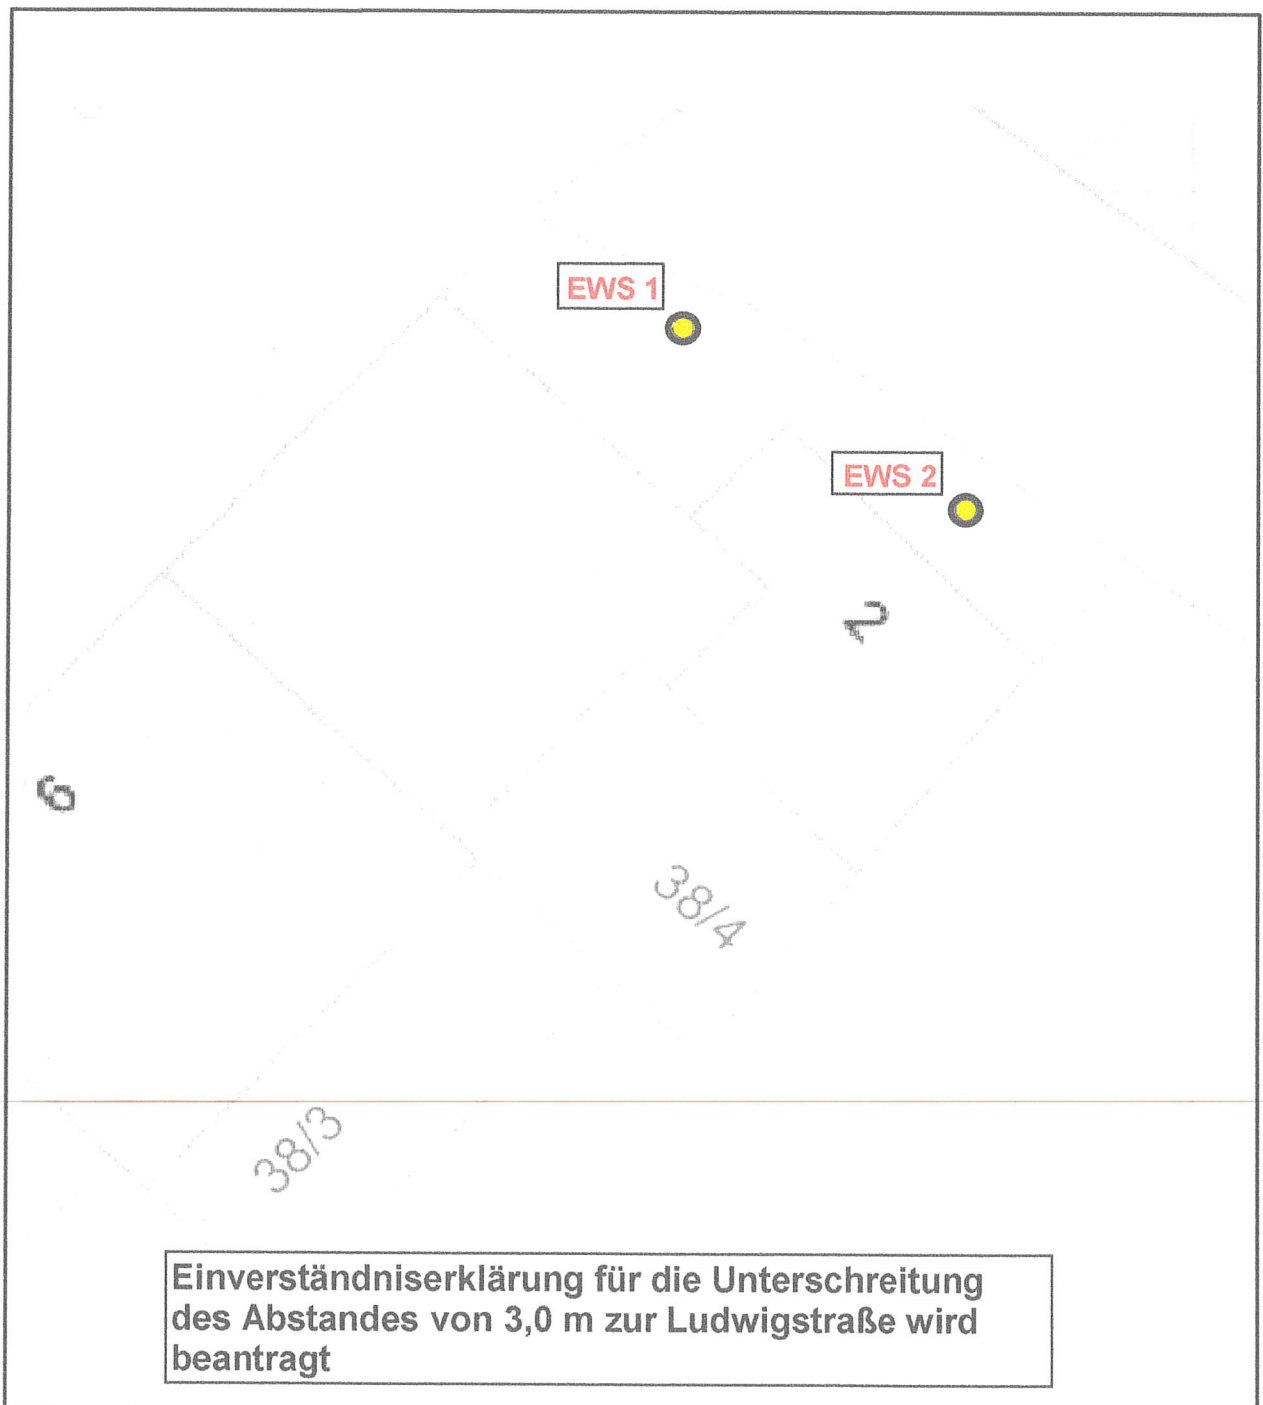 EWS 1
EWS 2
2
6
38/4
38/3
Einverständniserklärung für die Unterschreitung
des Abstandes von 3,0 m zur Ludwigstraße wird
beantragt